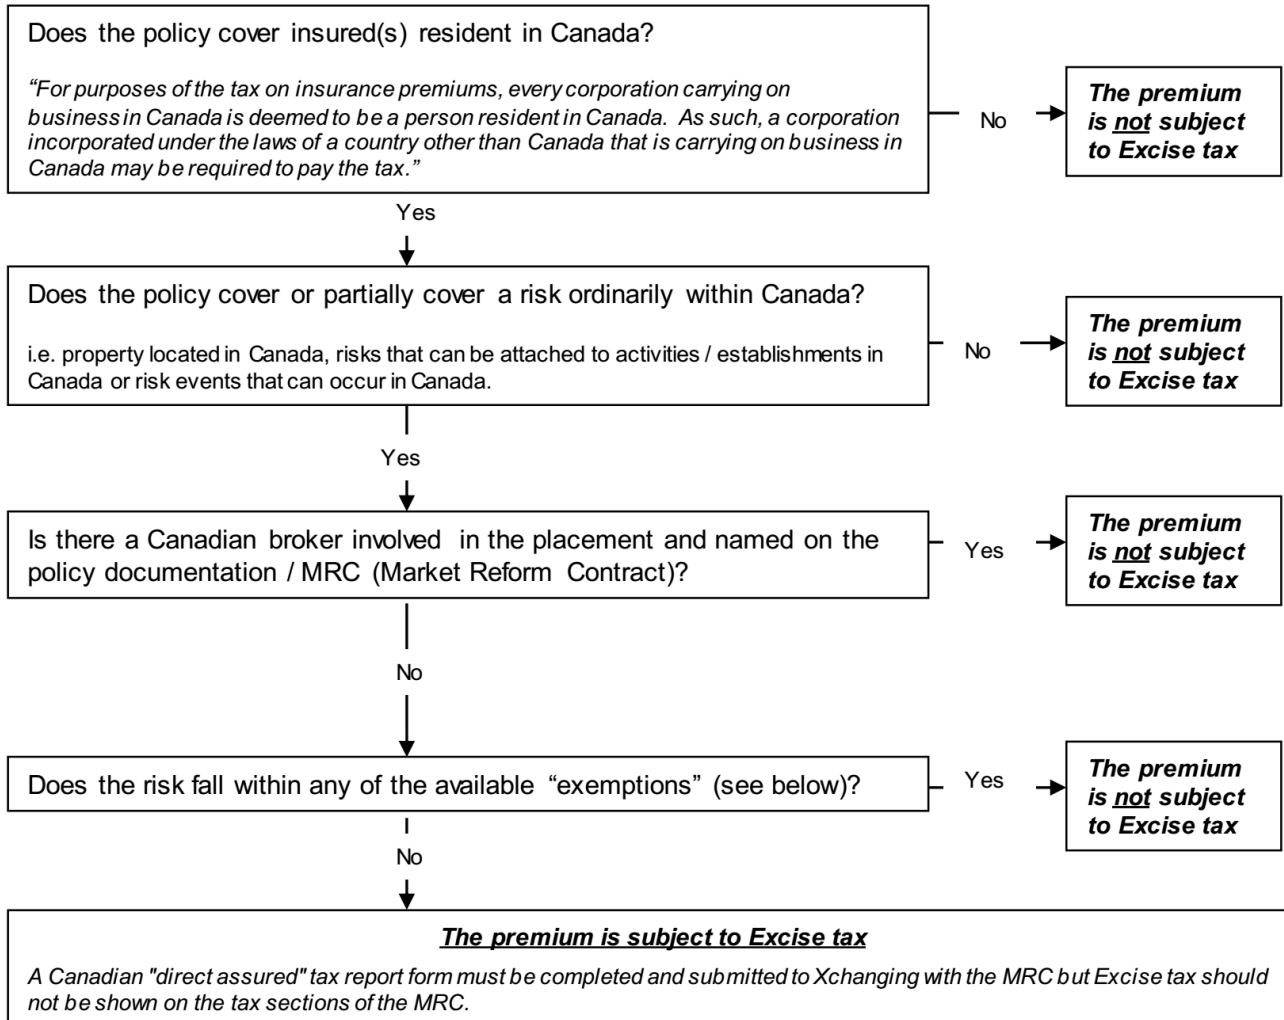 Does the policy cover insured(s) resident in Canada?
“For purposes of the tax on insurance premiums, every corporation carrying on
business in Canada is deemed to be a person resident in Canada. As such, a corporation
incorporated under the laws of a country other than Canada that is carrying on business in
Canada may be required to pay the tax.”
No
The premium
is not subject
to Excise tax
Yes
Does the policy cover or partially cover a risk ordinarily within Canada?
i.e. property located in Canada, risks that can be attached to activities / establishments in
Canada or risk events that can occur in Canada.
No
The premium
is not subject
to Excise tax
Yes
Is there a Canadian broker involved in the placement and named on the
policy documentation / MRC (Market Reform Contract)?
Yes
The premium
is not subject
to Excise tax
No
Does the risk fall within any of the available “exemptions” (see below)?
Yes
The premium
is not subject
to Excise tax
No
The premium is subject to Excise tax
A Canadian "direct assured" tax report form must be completed and submitted to Xchanging with the MRC but Excise tax should
not be shown on the tax sections of the MRC.